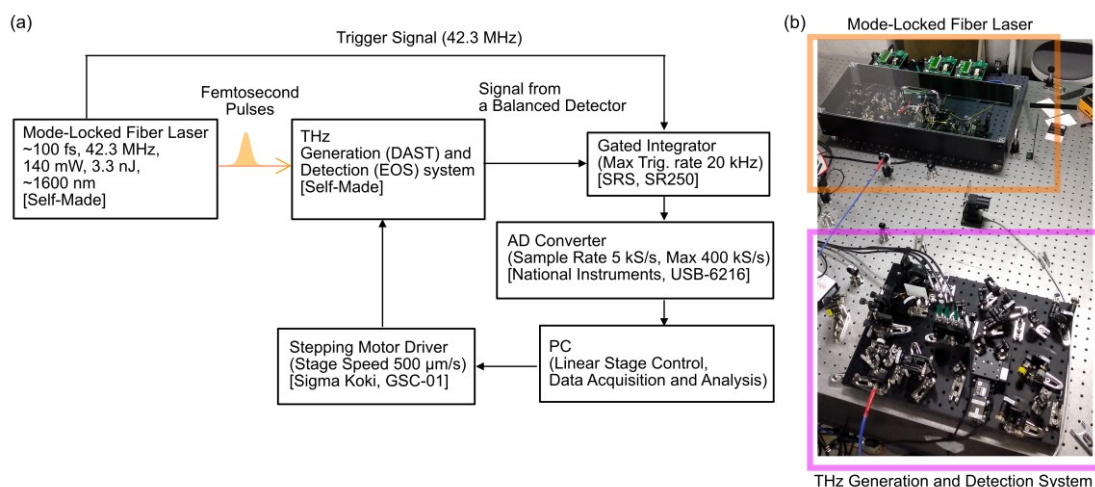 (a)
Trigger Signal (42.3 MHz)
Femtosecond
Pulses
Signal from
a Balanced Detector
Mode-Locked Fiber Laser
~100 fs, 42.3 MHz,
140 mW, 3.3 nJ,
~1600 nm
[Self-Made]
THz
Generation (DAST) and
Detection (EOS) system
[Self-Made]
Gated Integrator
(Max Trig. rate 20 kHz)
[SRS, SR250]
AD Converter
(Sample Rate 5 kS/s, Max 400 kS/s)
[National Instruments, USB-6216]
Stepping Motor Driver
(Stage Speed 500 µm/s)
[Sigma Koki, GSC-01]
PC
(Linear Stage Control,
Data Acquisition and Analysis)
(b)
Mode-Locked Fiber Laser
THz Generation and Detection System